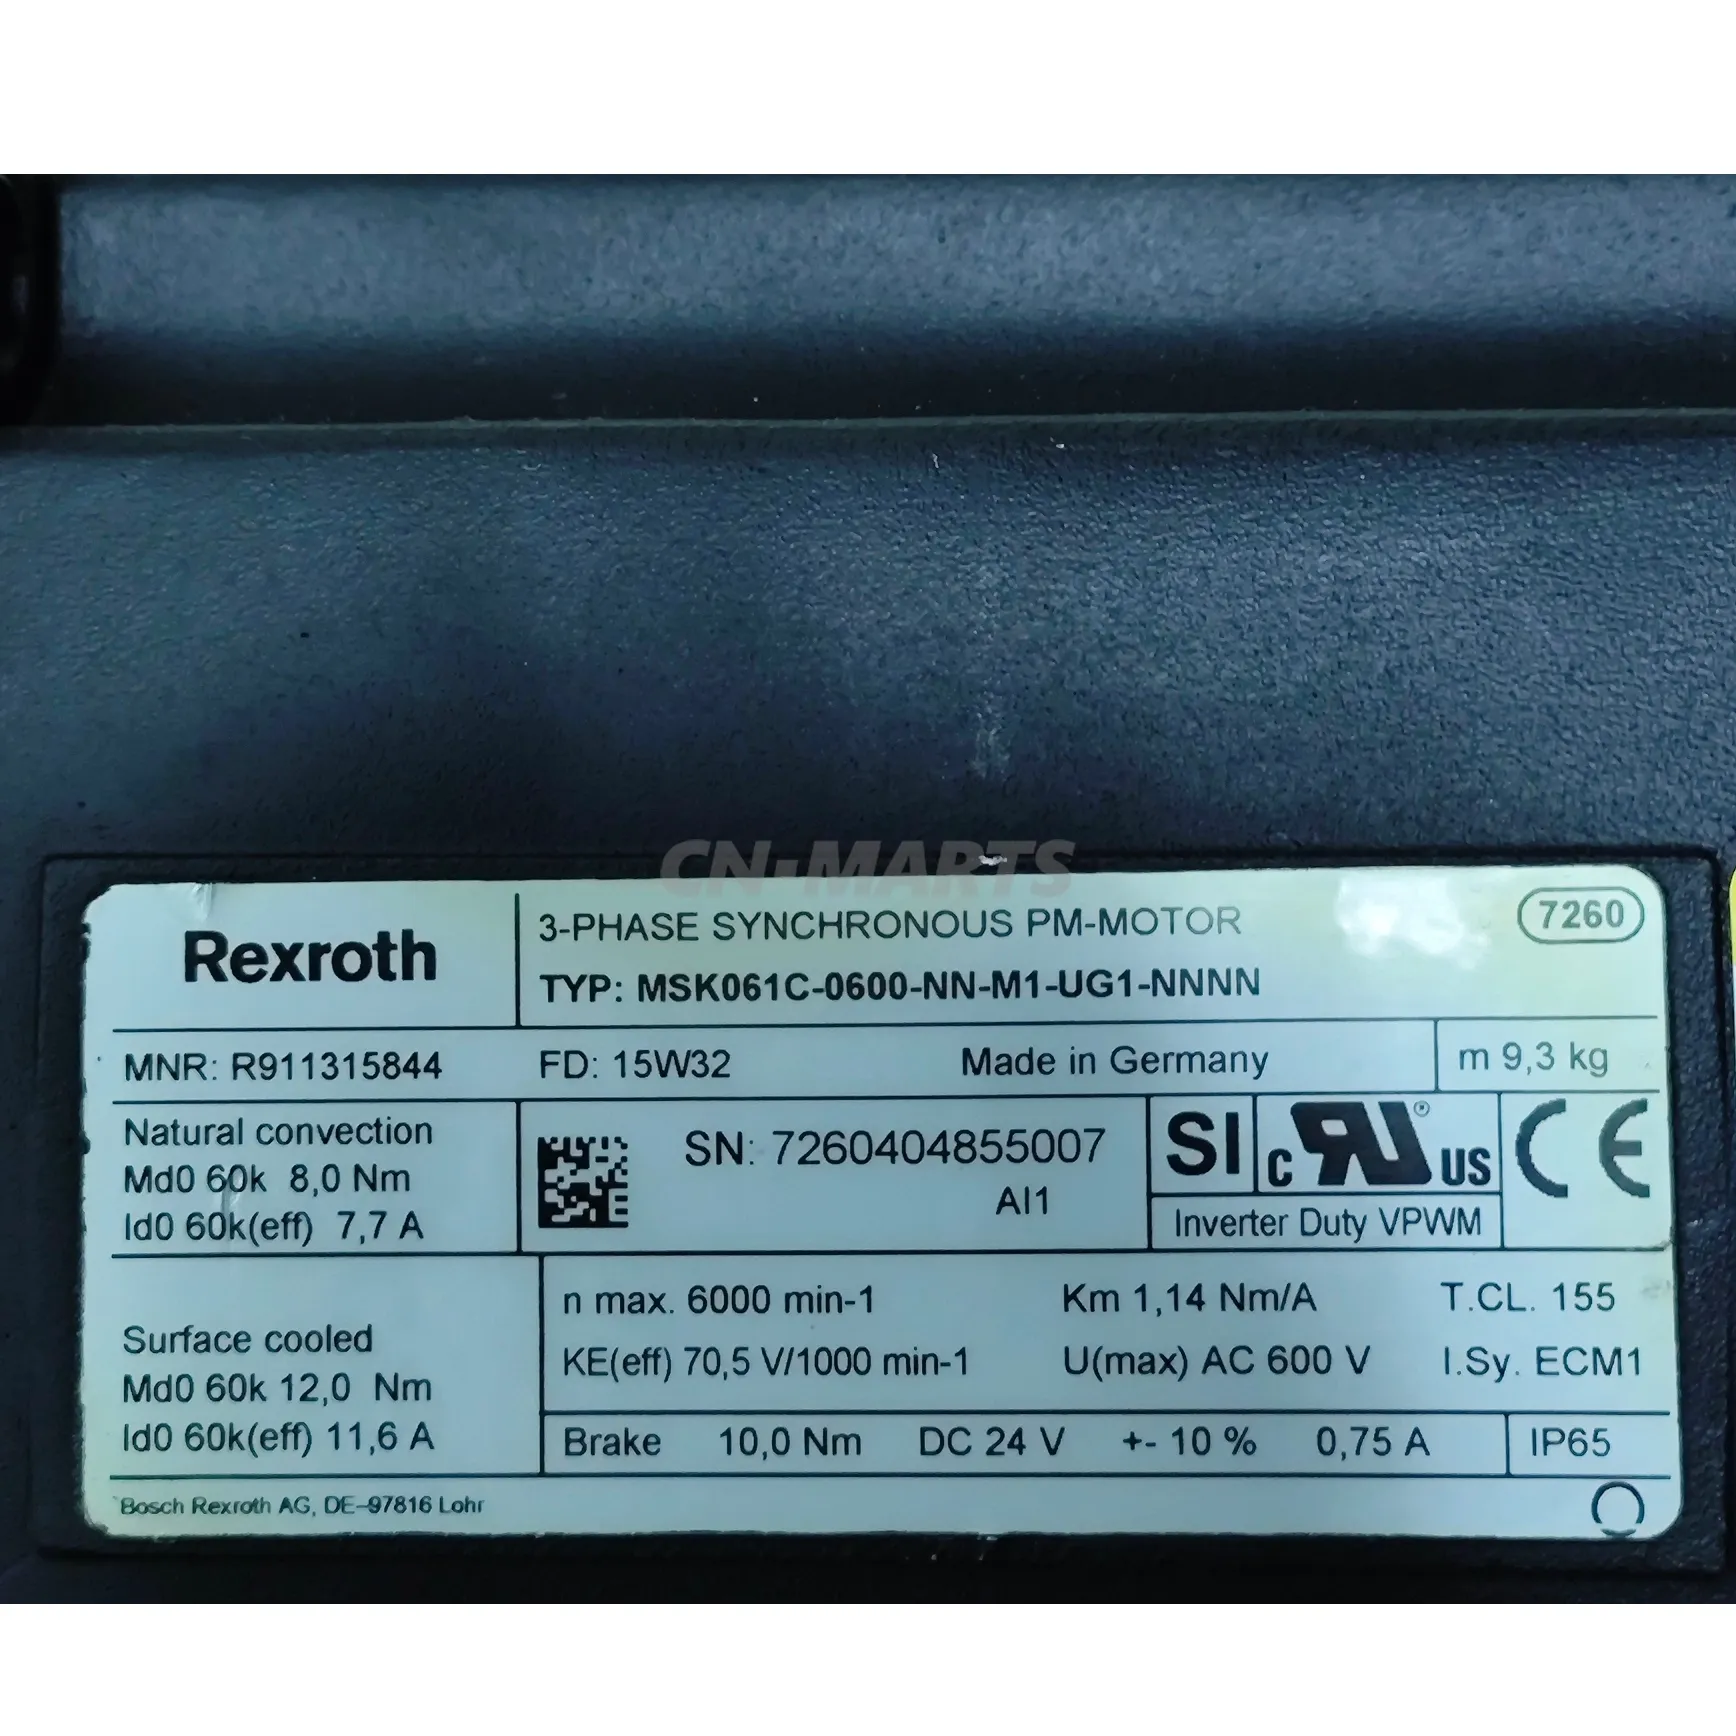 CN-MARTS
Rexroth
3-PHASE SYNCHRONOUS PM-MOTOR
7260
TYP: MSK061C-0600-NN-M1-UG1-NNNN
MNR: R911315844 FD: 15W32 Made in Germany m 9,3 kg
Natural convection
Md0 60k 8,0 Nm
Id0 60k(eff) 7,7 A
SN: 7260404855007
AI1
SI c RU ® US
Inverter Duty VPWM
CE
Surface cooled
Md0 60k 12,0 Nm
Id0 60k(eff) 11,6 A
n max. 6000 min-1 Km 1,14 Nm/A T.CL. 155
KE(eff) 70,5 V/1000 min-1 U(max) AC 600 V I.Sy. ECM1
Brake 10,0 Nm DC 24 V +- 10 % 0,75 A IP65
Bosch Rexroth AG, DE-97816 Lohr